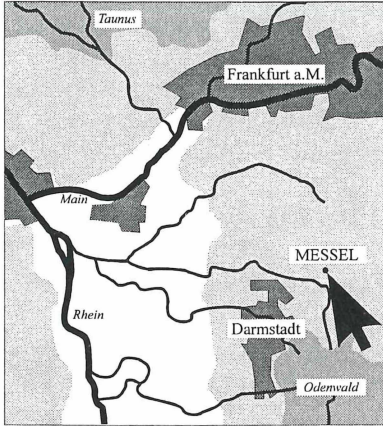 Taunus
Frankfurt a.M.
Main
MESSEL
Rhein
Darmstadt
Odenwald